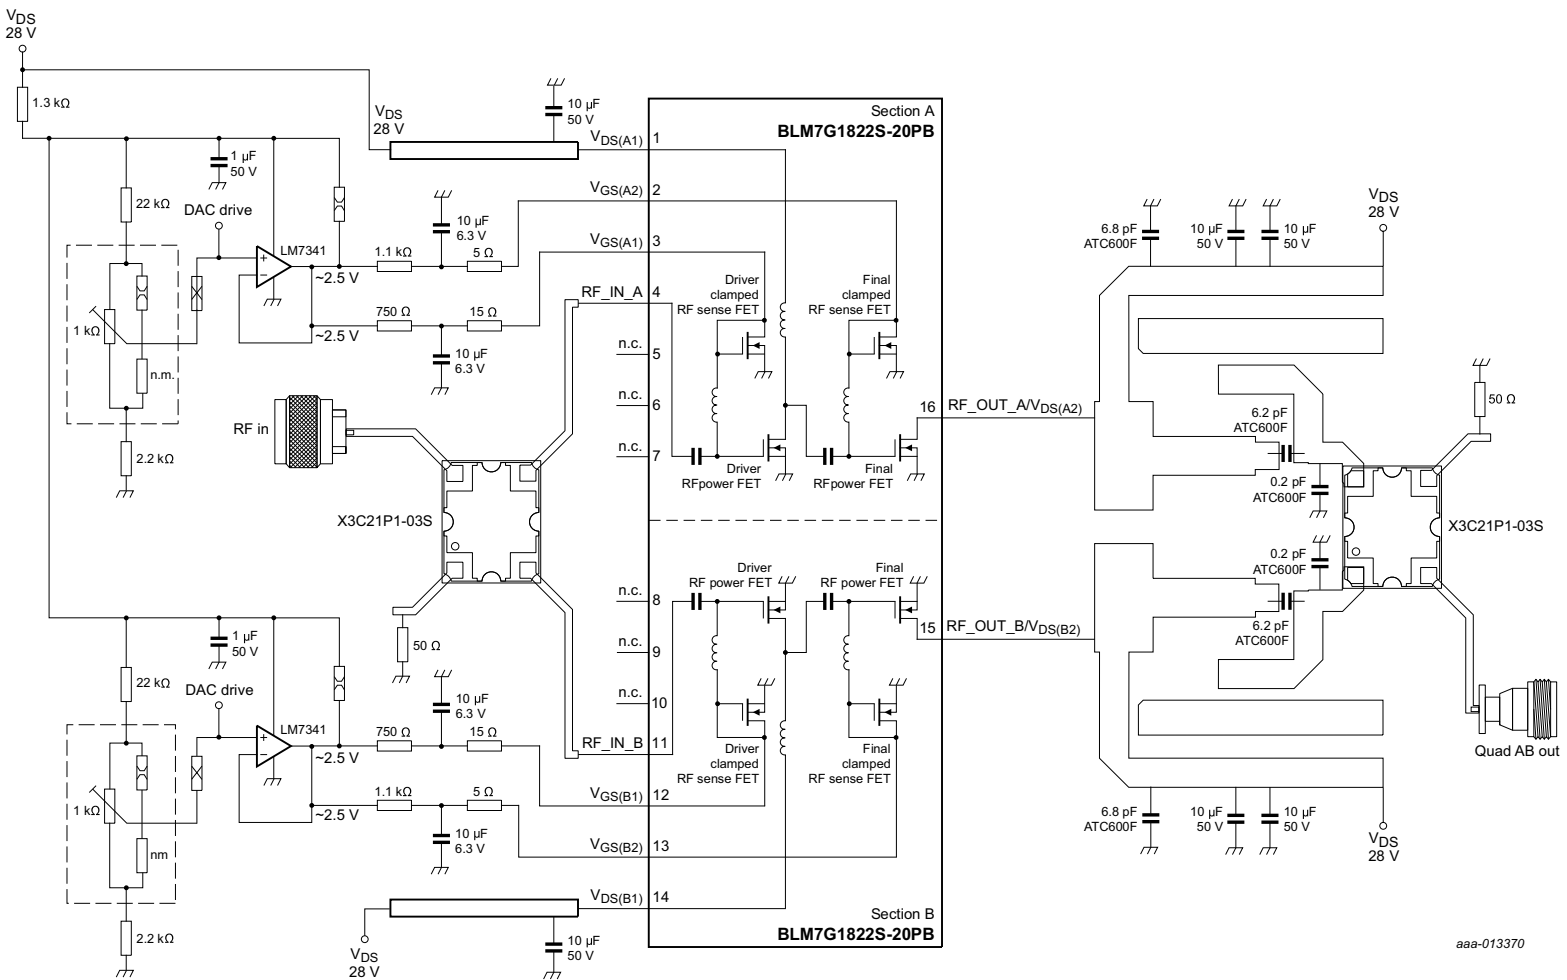 VDS
28 V
1.3 kΩ
1 µF
50 V
22 kΩ
DAC drive
LM7341
+
−
~2.5 V
~2.5 V
1 kΩ
n.m.
2.2 kΩ
1.1 kΩ
10 µF
6.3 V
5 Ω
750 Ω
15 Ω
10 µF
6.3 V
VDS
28 V
10 µF
50 V
VDS(A1)
1
VGS(A2)
2
VGS(A1)
3
RF_IN_A
4
n.c.
5
n.c.
6
n.c.
7
Section A
BLM7G1822S-20PB
Driver
clamped
RF sense FET
Final
clamped
RF sense FET
Driver
RFpower FET
Final
RFpower FET
16
RF_OUT_A/VDS(A2)
RF in
X3C21P1-03S
50 Ω
6.8 pF
ATC600F
10 µF
50 V
10 µF
50 V
VDS
28 V
6.2 pF
ATC600F
0.2 pF
ATC600F
50 Ω
X3C21P1-03S
0.2 pF
ATC600F
6.2 pF
ATC600F
Quad AB out
6.8 pF
ATC600F
10 µF
50 V
10 µF
50 V
VDS
28 V
Driver
RF power FET
Final
RF power FET
n.c.
8
n.c.
9
n.c.
10
RF_IN_B
11
VGS(B1)
12
VGS(B2)
13
VDS(B1)
14
15
RF_OUT_B/VDS(B2)
Driver
clamped
RF sense FET
Final
clamped
RF sense FET
Section B
BLM7G1822S-20PB
1 µF
50 V
22 kΩ
DAC drive
LM7341
+
−
~2.5 V
~2.5 V
1 kΩ
nm
2.2 kΩ
750 Ω
10 µF
6.3 V
15 Ω
1.1 kΩ
5 Ω
10 µF
6.3 V
VDS
28 V
10 µF
50 V
aaa-013370